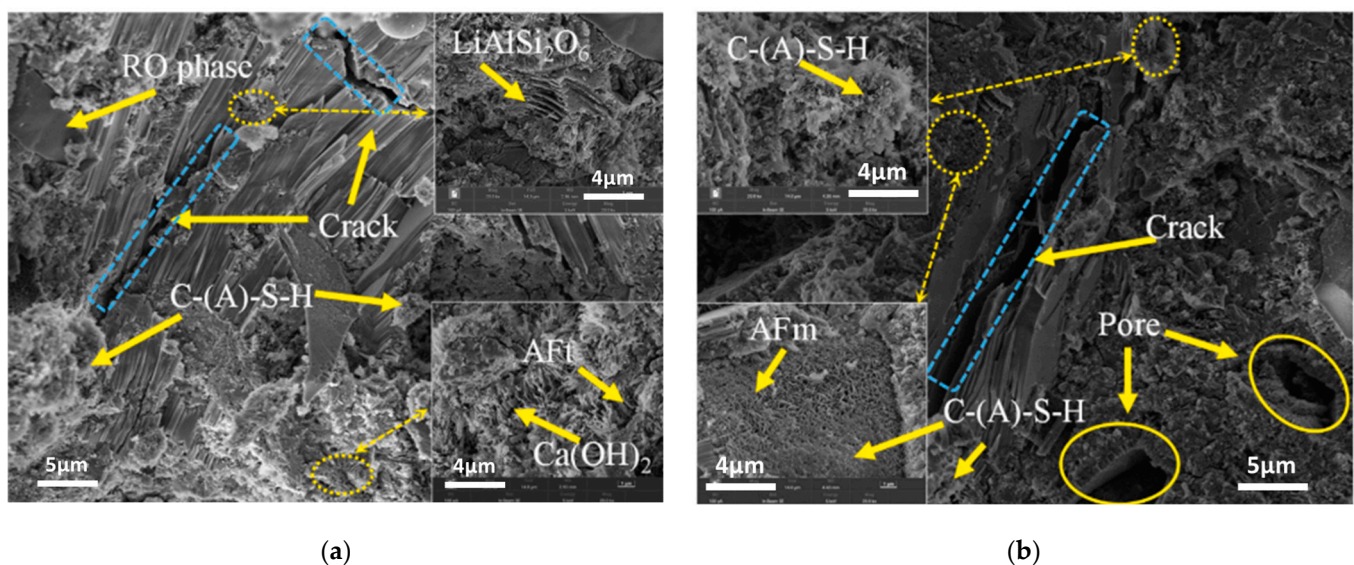 RO phase
LiAlSi₂O₆
4μm
Crack
C-(A)-S-H
AFt
Ca(OH)₂
5μm
4μm
(a)
C-(A)-S-H
4μm
Crack
AFm
Pore
C-(A)-S-H
4μm
5μm
(b)